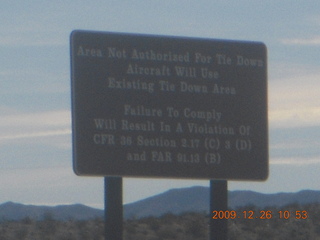 Area Not Authorized For Tie Down
Aircraft Will Use
Existing Tie Down Area
Failure To Comply
Will Result In A Violation Of
CFR 36 Section 2.17 (C) 3 (D)
and FAR 91.13 (B)
2009 12 26 10 53